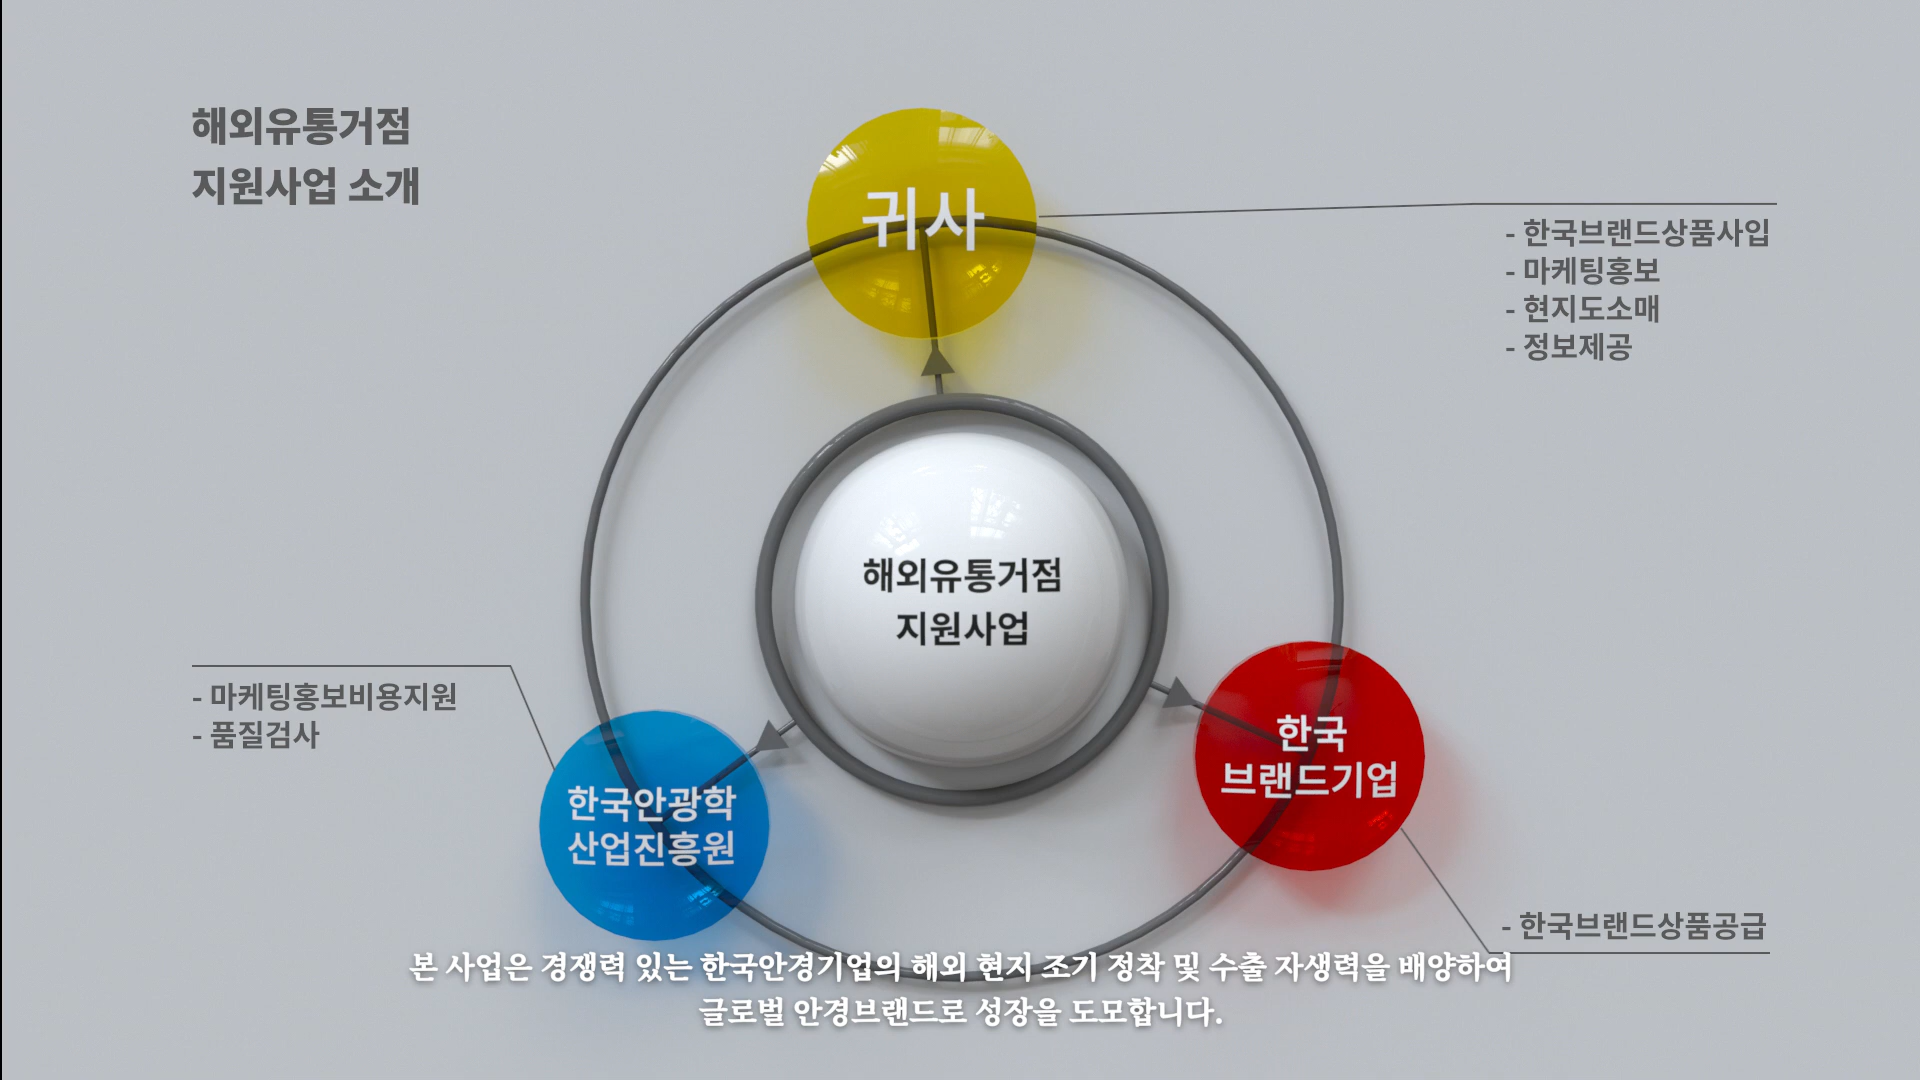 해외유통거점
지원사업 소개
귀사
- 한국브랜드상품사입
- 마케팅홍보
- 현지도소매
- 정보제공
해외유통거점
지원사업
- 마케팅홍보비용지원
- 품질검사
한국안광학
산업진흥원
한국
브랜드기업
- 한국브랜드상품공급
본 사업은 경쟁력 있는 한국안경기업의 해외 현지 조기 정착 및 수출 자생력을 배양하여
글로벌 안경브랜드로 성장을 도모합니다.